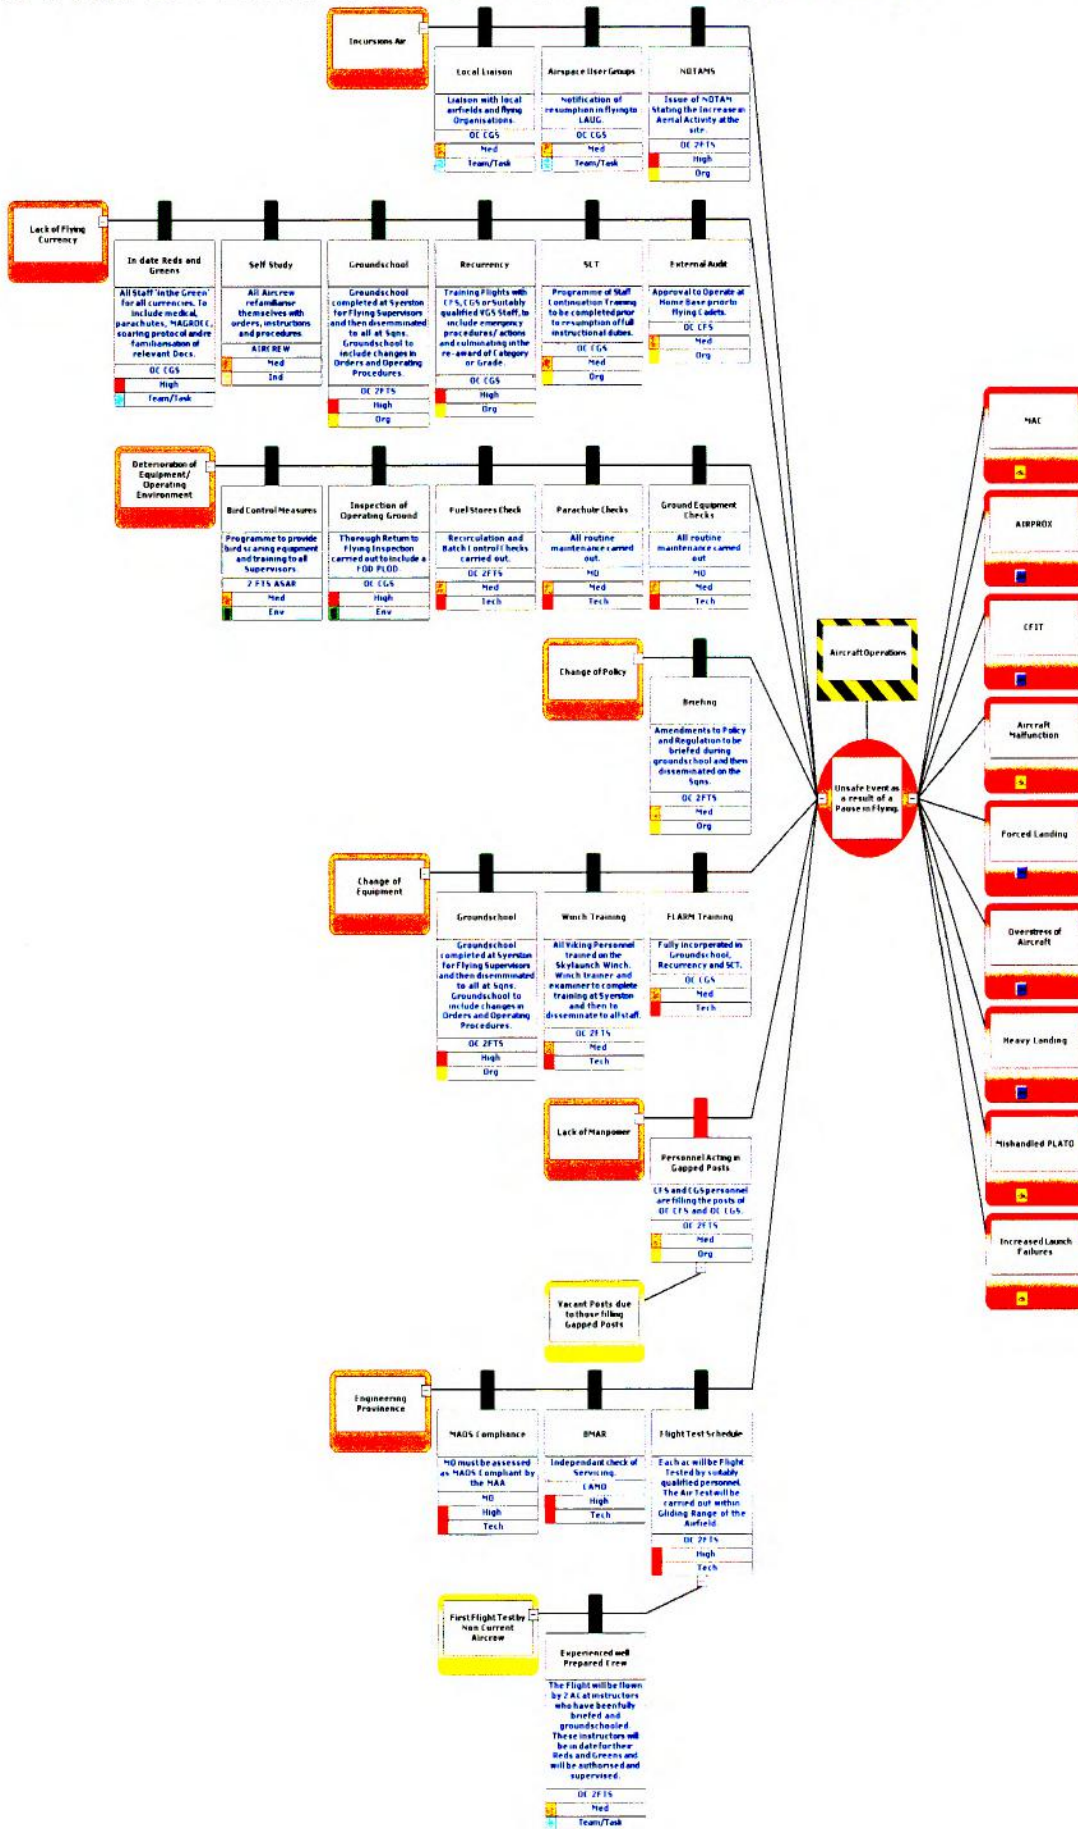 Incursions Air
Local Liaison
Liaison with local
airfields and flying
Organisations.
OC CGS
Med
Team/Task
Airspace User Groups
Notification of
resumption in flying to
LAUG.
OC CGS
Med
Team/Task
NOTAMS
Issue of NOTAM
Stating the Increase in
Aerial Activity at the
site.
OC 2FTS
High
Org
Lack of Flying
Currency
In date Reds and
Greens
All Staff 'in the Green'
for all currencies. To
include medical,
parachutes, MAGROCC,
soaring protocol and re
familiarisation of
relevant Docs.
OC CGS
High
Team/Task
Self Study
All Aircrew
refamiliarise
themselves with
orders, instructions
and procedures
AIRCREW
Med
Ind
Groundschool
Groundschool
completed at Syerston
for Flying Supervisors
and then disemminated
to all at Sqns.
Groundschool to
include changes in
Orders and Operating
Procedures.
OC 2FTS
High
Org
Recurrency
Training Flights with
CFS, CGS or Suitably
qualified VGS Staff, to
include emergency
procedures/ actions
and culminating in the
re-award of Category
or Grade.
OC CGS
High
Org
SCT
Programme of Staff
Continuation Training
to be completed prior
to resumption of full
instructional duties.
OC CGS
Med
Org
External Audit
Approval to Operate at
Home Base prior to
flying Cadets.
OC CFS
Med
Org
Deterioration of
Equipment/
Operating
Environment
Bird Control Measures
Programme to provide
bird scaring equipment
and training to all
Supervisors
2 FTS ASAR
Med
Env
Inspection of
Operating Ground
Thorough Return to
Flying Inspection
carried out to include a
FOD PLOD
OC CGS
High
Env
Fuel Stores Check
Recirculation and
Batch Control Checks
carried out.
OC 2FTS
Med
Tech
Parachute Checks
All routine
maintenance carried
out.
MO
Med
Tech
Ground Equipment
Checks
All routine
maintenance carried
out
MO
Med
Tech
Change of Policy
Briefing
Amendments to Policy
and Regulation to be
briefed during
groundschool and then
disseminated on the
Sqns.
OC 2FTS
Med
Org
Change of
Equipment
Groundschool
Groundschool
completed at Syerston
for Flying Supervisors
and then disemminated
to all at Sqns.
Groundschool to
include changes in
Orders and Operating
Procedures.
OC 2FTS
High
Org
Winch Training
All Viking Personnel
trained on the
Skylaunch Winch.
Winch trainer and
examiner to complete
training at Syerston
and then to
disseminate to all staff.
OC 2FTS
Med
Tech
FLARM Training
Fully incorperated in
Groundschool,
Recurrency and SCT.
OC CGS
Med
Tech
Lack of Manpower
Personnel Acting in
Gapped Posts
CFS and CGS personnel
are filling the posts of
OC CFS and OC CGS.
OC 2FTS
Med
Org
Vacant Posts due
to those filling
Gapped Posts
Engineering
Provinence
MAOS Compliance
MO must be assessed
as MAOS Compliant by
the MAA
MO
High
Tech
BMAR
Independant check of
Servicing.
CAMO
High
Tech
Flight Test Schedule
Each ac will be Flight
Tested by suitably
qualified personnel.
The Air Test will be
carried out within
Gliding Range of the
Airfield
OC 2FTS
High
Tech
First Flight Test by
Non Current
Aircrew
Experienced well
Prepared Crew
The Flight will be flown
by 2 A Cat instructors
who have been fully
briefed and
groundschooled.
These instructors will
be in date for their
Reds and Greens and
will be authorised and
supervised.
OC 2FTS
Med
Team/Task
Aircraft Operations
Unsafe Event as
a result of a
Pause in Flying.
MAC
AIRPROX
CFIT
Aircraft
Malfunction
Forced Landing
Overstress of
Aircraft
Heavy Landing
Mishandled PLATO
Increased Launch
Failures